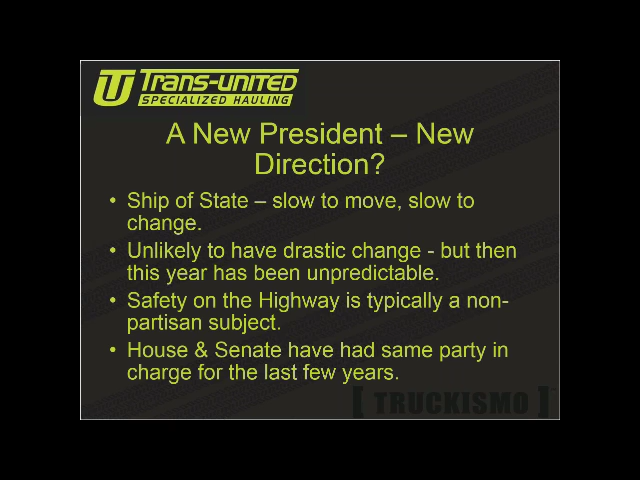 Trans-united
SPECIALIZED HAULING
A New President – New
Direction?
• Ship of State – slow to move, slow to
change.
• Unlikely to have drastic change - but then
this year has been unpredictable.
• Safety on the Highway is typically a non-
partisan subject.
• House & Senate have had same party in
charge for the last few years.
[ TRUCKISMO ]